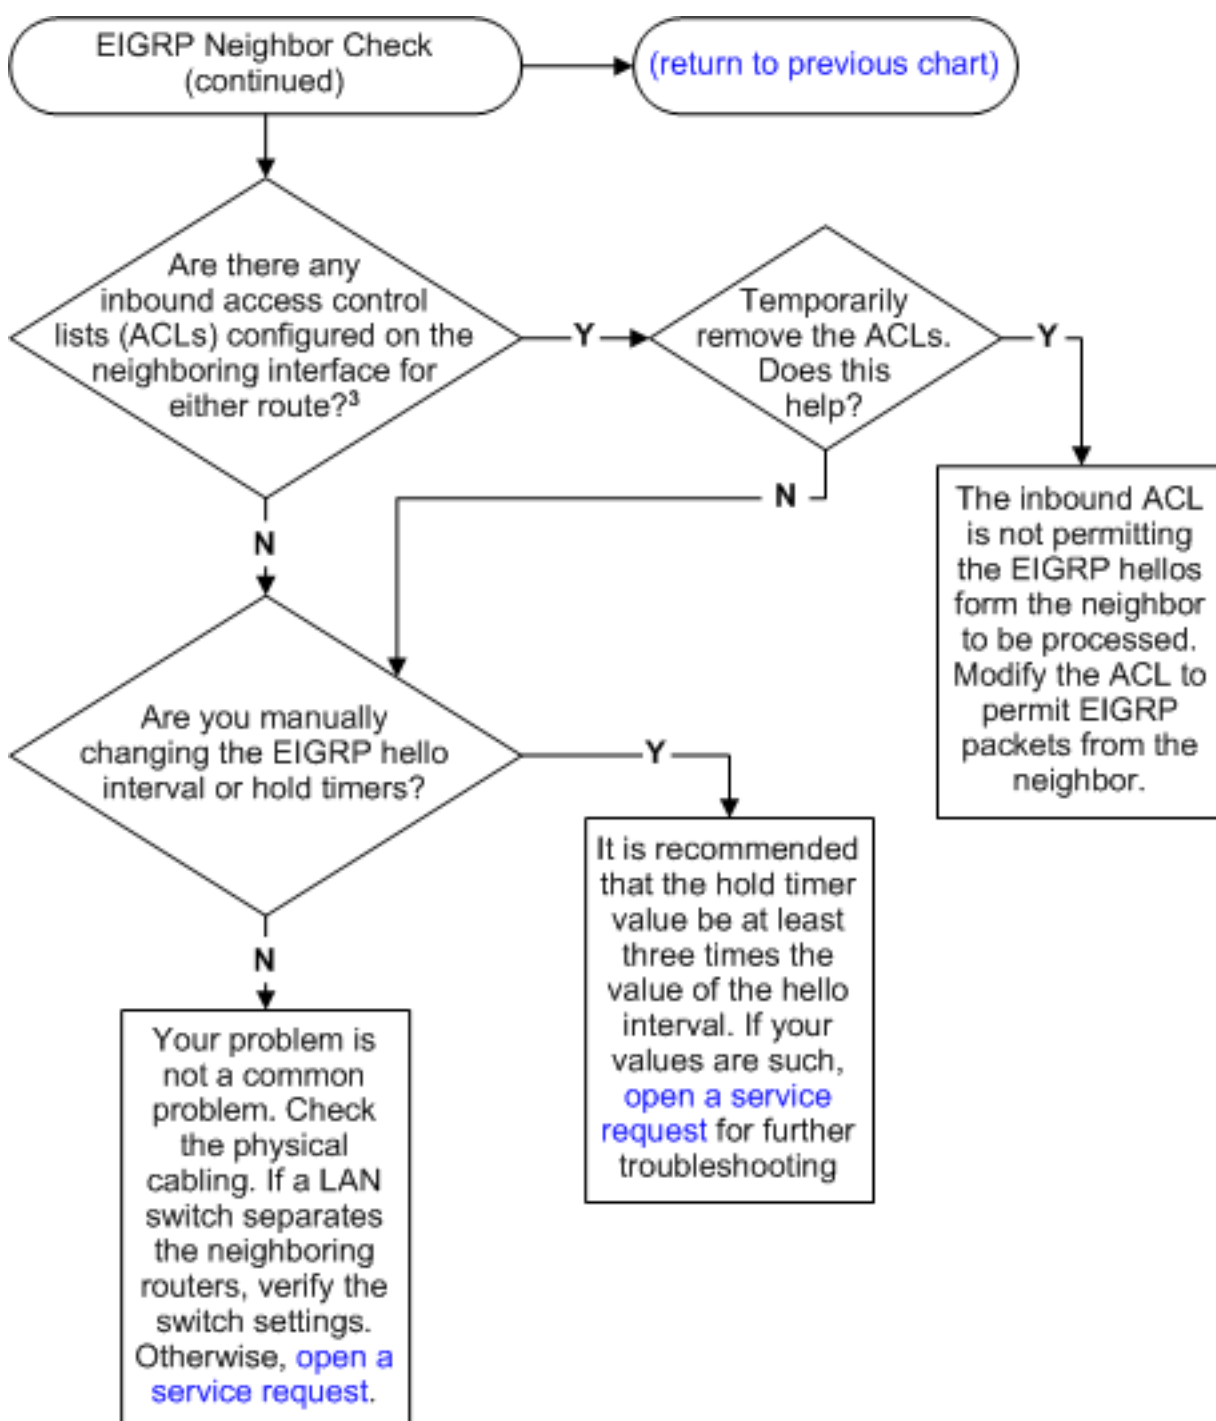 EIGRP Neighbor Check
(continued)
(return to previous chart)
Are there any
inbound access control
lists (ACLs) configured on the
neighboring interface for
either route?³
Y
Temporarily
remove the ACLs.
Does this
help?
Y
N
N
The inbound ACL
is not permitting
the EIGRP hellos
form the neighbor
to be processed.
Modify the ACL to
permit EIGRP
packets from the
neighbor.
Are you manually
changing the EIGRP hello
interval or hold timers?
Y
It is recommended
that the hold timer
value be at least
three times the
value of the hello
interval. If your
values are such,
open a service
request for further
troubleshooting
N
Your problem is
not a common
problem. Check
the physical
cabling. If a LAN
switch separates
the neighboring
routers, verify the
switch settings.
Otherwise, open a
service request.